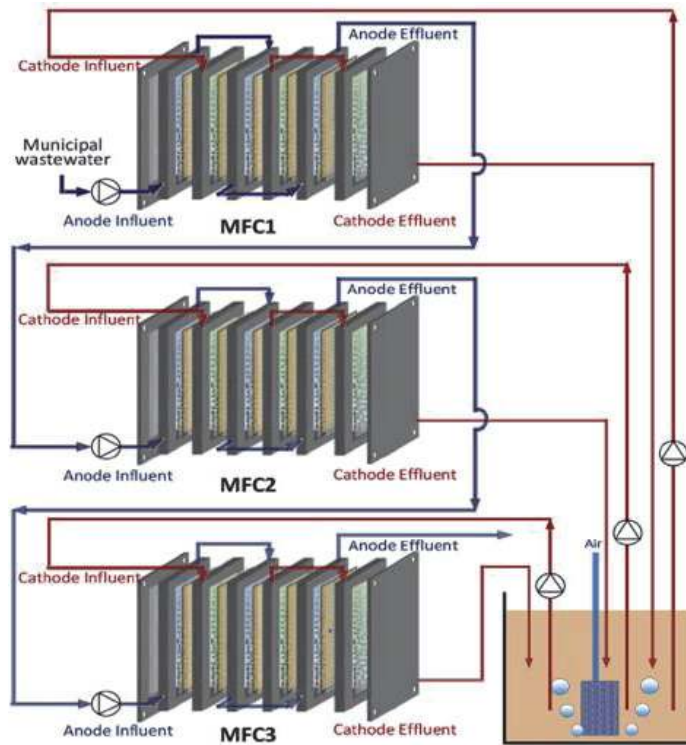 Anode Effluent
Cathode Influent
Municipal
wastewater
Anode Influent
MFC1
Cathode Effluent
Anode Effluent
Cathode Influent
Anode Influent
MFC2
Cathode Effluent
Anode Effluent
Air
Cathode Influent
Anode Influent
MFC3
Cathode Effluent